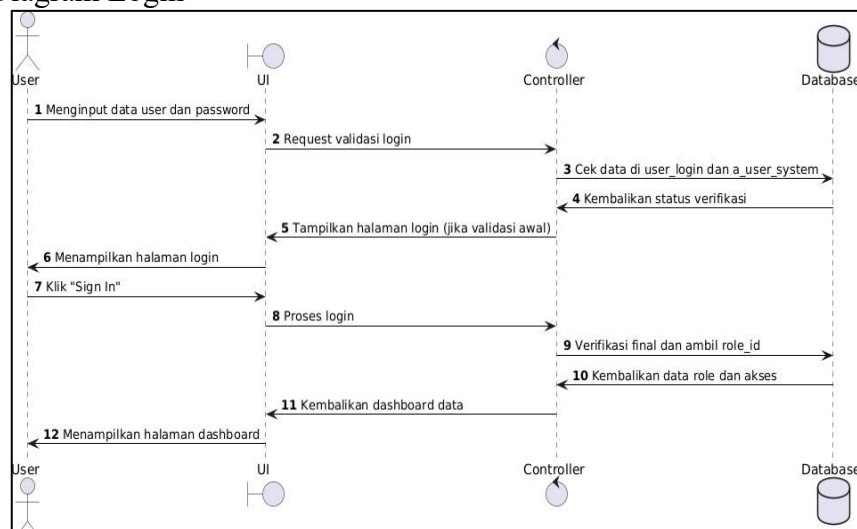 User UI Controller Database
1 Menginput data user dan password
2 Request validasi login
3 Cek data di user_login dan a_user_system
4 Kembalikan status verifikasi
5 Tampilkan halaman login (jika validasi awal)
6 Menampilkan halaman login
7 Klik "Sign In"
8 Proses login
9 Verifikasi final dan ambil role_id
10 Kembalikan data role dan akses
11 Kembalikan dashboard data
12 Menampilkan halaman dashboard
User UI Controller Database